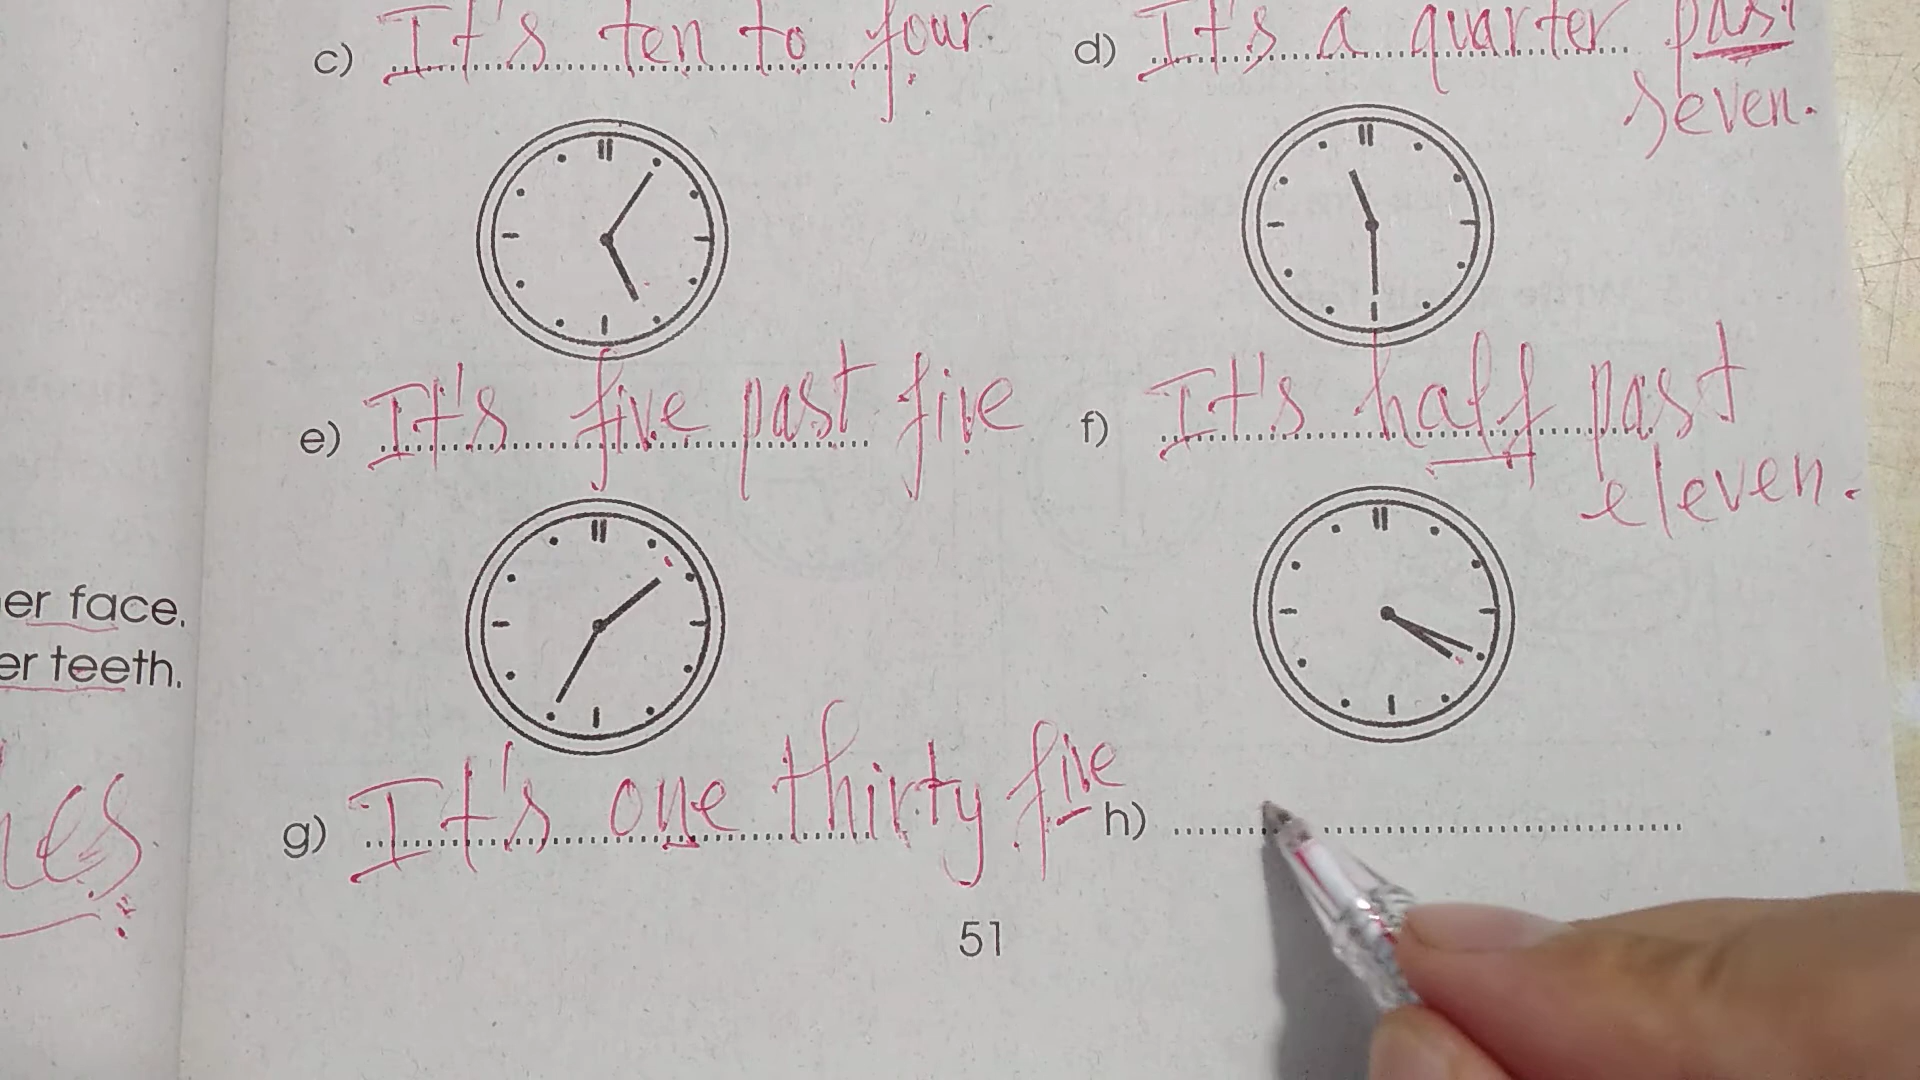 c) It's ten to four.
d) It's a quarter past
seven.
e) It's five past five
f) It's half past
eleven.
er face.
er teeth.
g) It's one thirty five
h)
hes
51